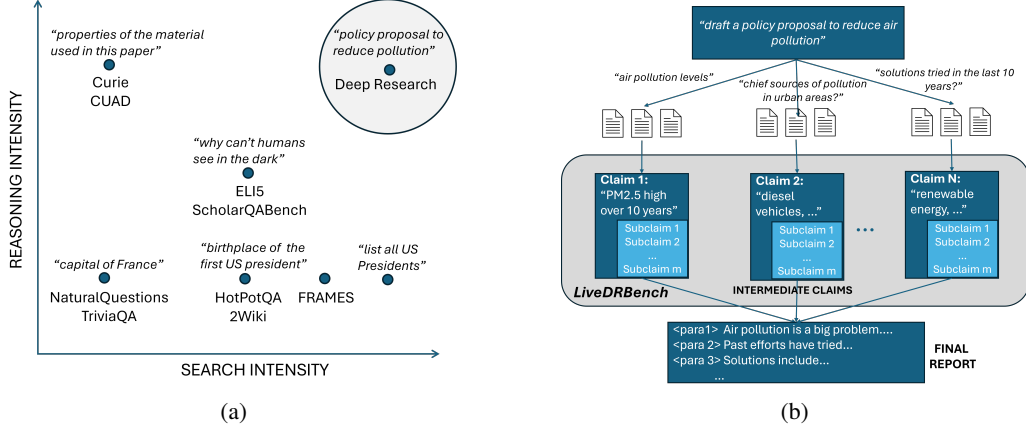 REASONING INTENSITY
“properties of the material
used in this paper”
Curie
CUAD
“policy proposal to
reduce pollution”
Deep Research
“why can’t humans
see in the dark”
ELI5
ScholarQABench
“capital of France”
NaturalQuestions
TriviaQA
“birthplace of the
first US president”
HotPotQA
2Wiki
FRAMES
“list all US
Presidents”
SEARCH INTENSITY
(a)
“draft a policy proposal to reduce air
pollution”
“air pollution levels”
“chief sources of pollution
in urban areas?”
“solutions tried in the last 10
years?”
Claim 1:
“PM2.5 high
over 10 years”
Subclaim 1
Subclaim 2
...
Subclaim m
Claim 2:
“diesel
vehicles, ...”
Subclaim 1
Subclaim 2
...
Subclaim m
...
Claim N:
“renewable
energy, ...”
Subclaim 1
Subclaim 2
...
Subclaim m
LiveDRBench
INTERMEDIATE CLAIMS
<para1> Air pollution is a big problem....
<para 2> Past efforts have tried...
<para 3> Solutions include...
...
FINAL
REPORT
(b)